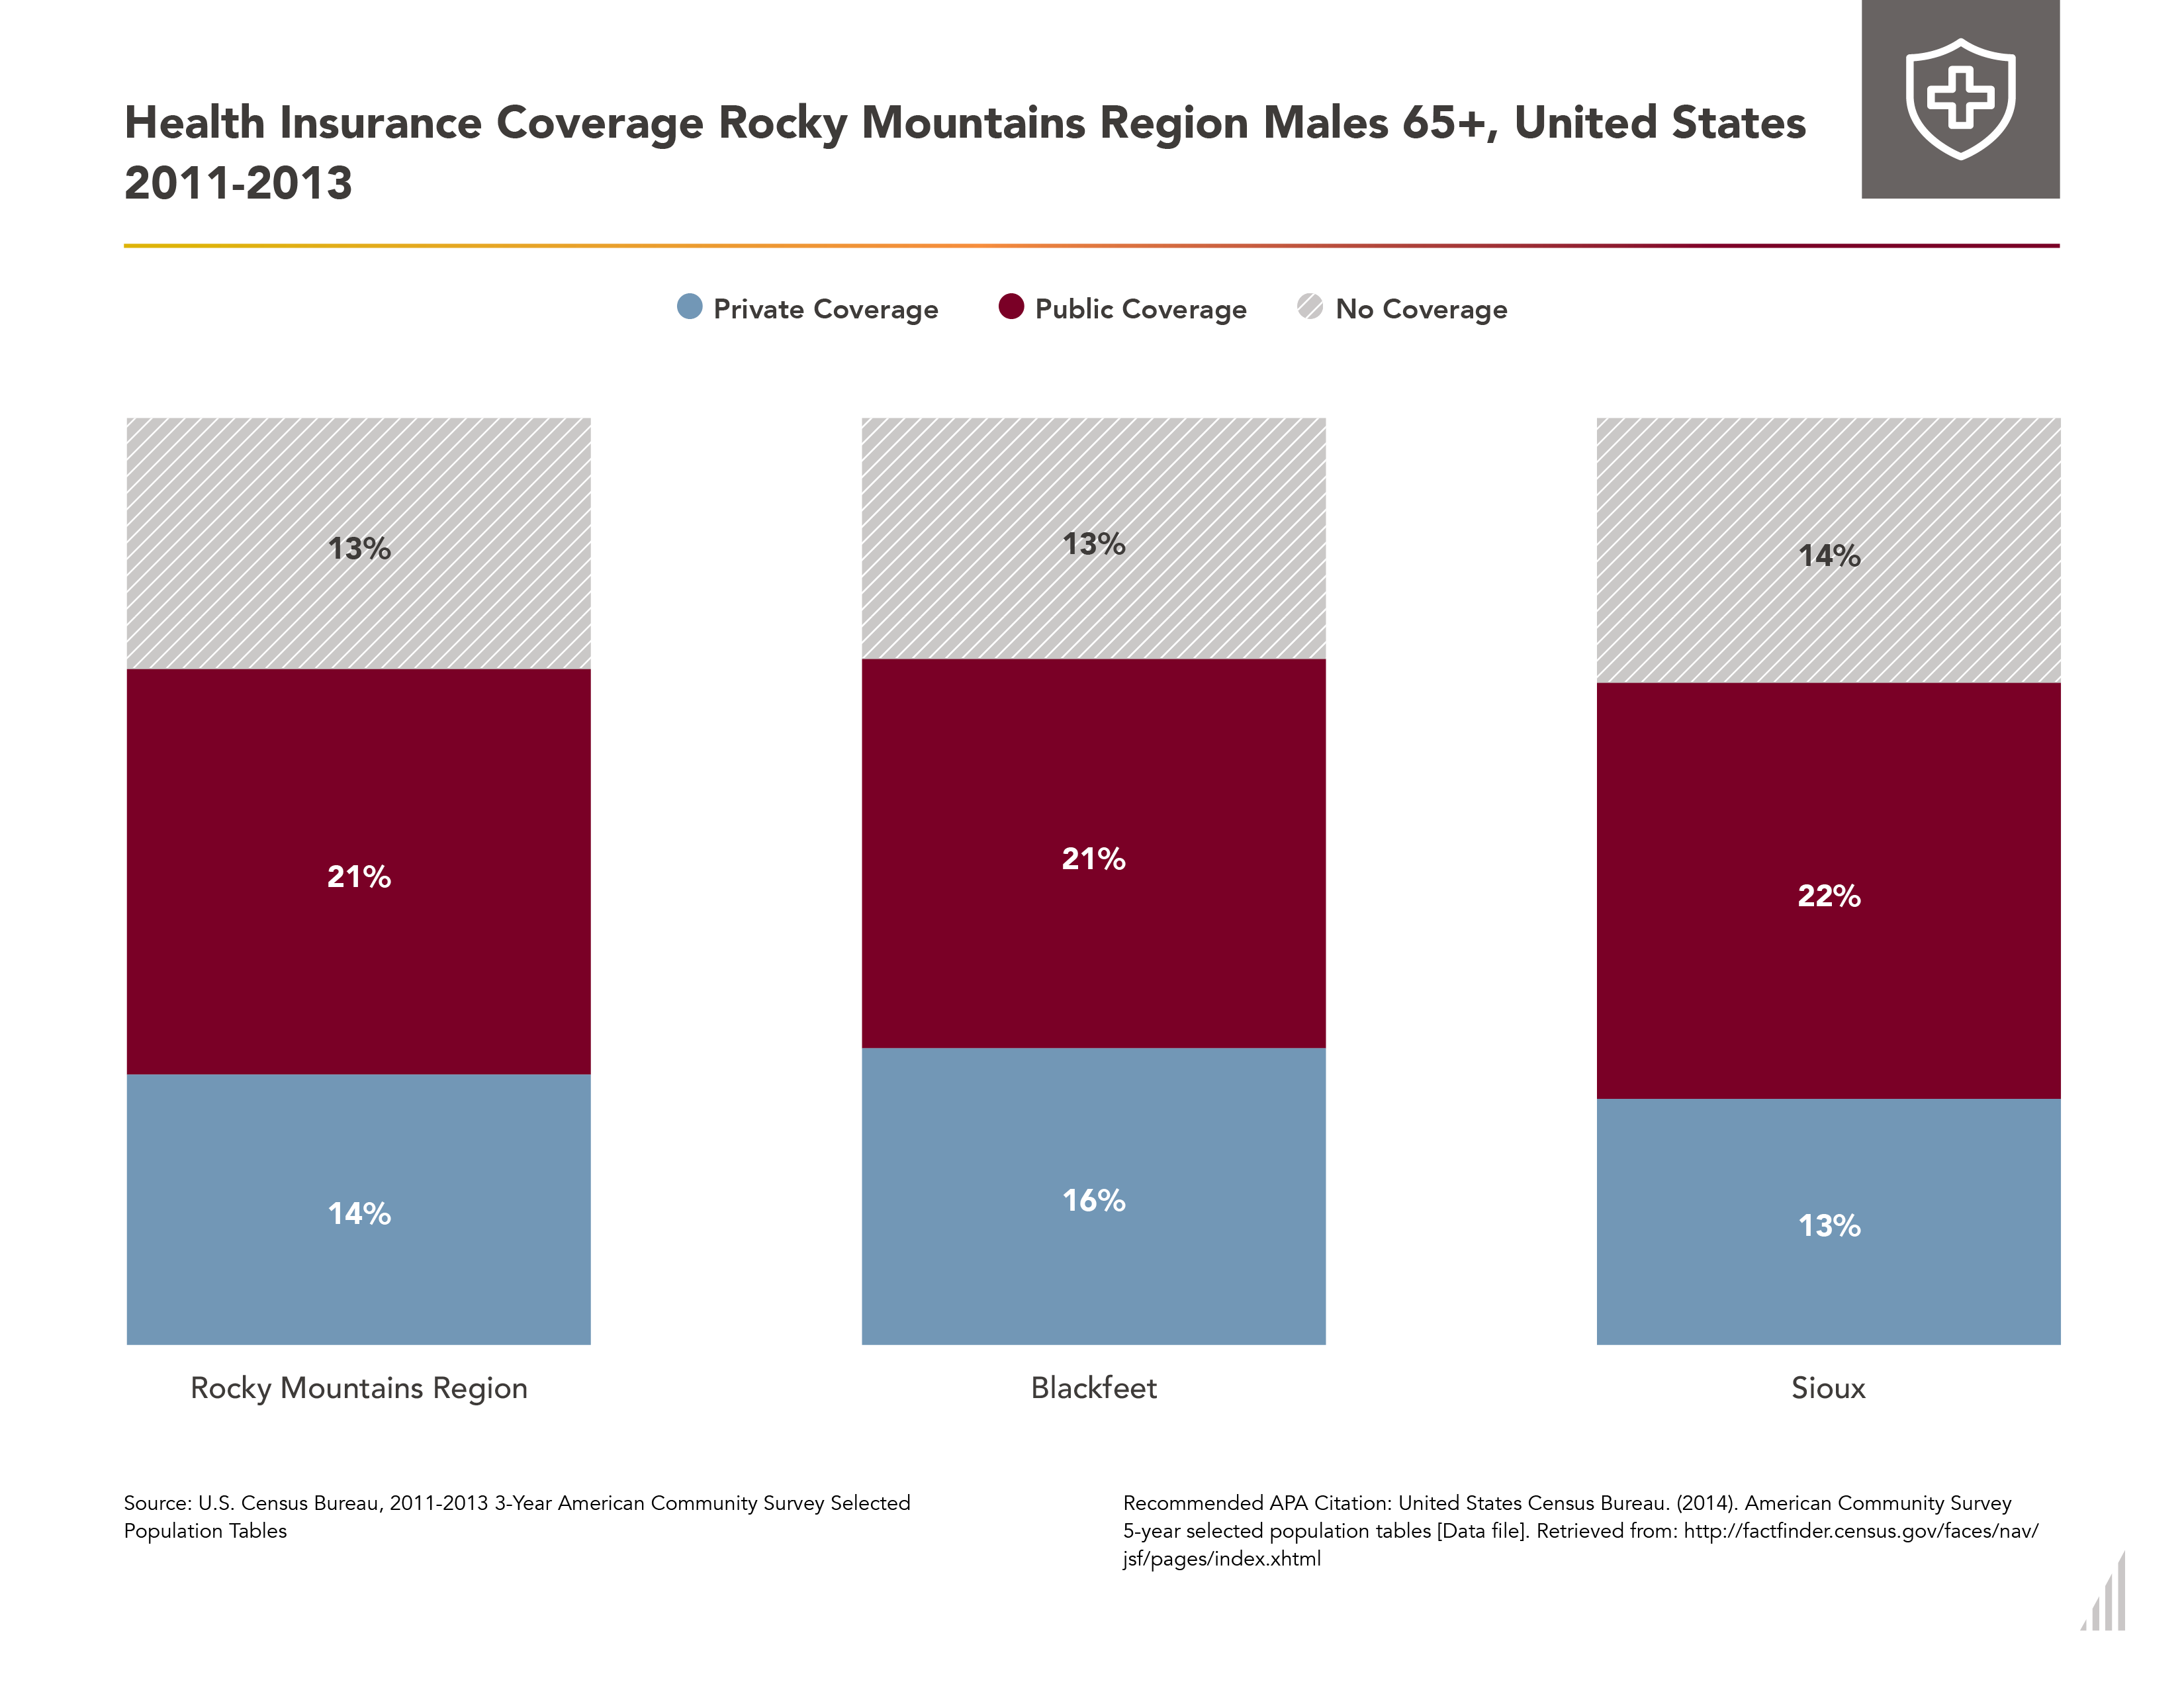 Health Insurance Coverage Rocky Mountains Region Males 65+, United States
2011-2013
Private Coverage
Public Coverage
No Coverage
13%
13%
14%
21%
21%
22%
14%
16%
13%
Rocky Mountains Region
Blackfeet
Sioux
Source: U.S. Census Bureau, 2011-2013 3-Year American Community Survey Selected
Population Tables
Recommended APA Citation: United States Census Bureau. (2014). American Community Survey
5-year selected population tables [Data file]. Retrieved from: http://factfinder.census.gov/faces/nav/
jsf/pages/index.xhtml